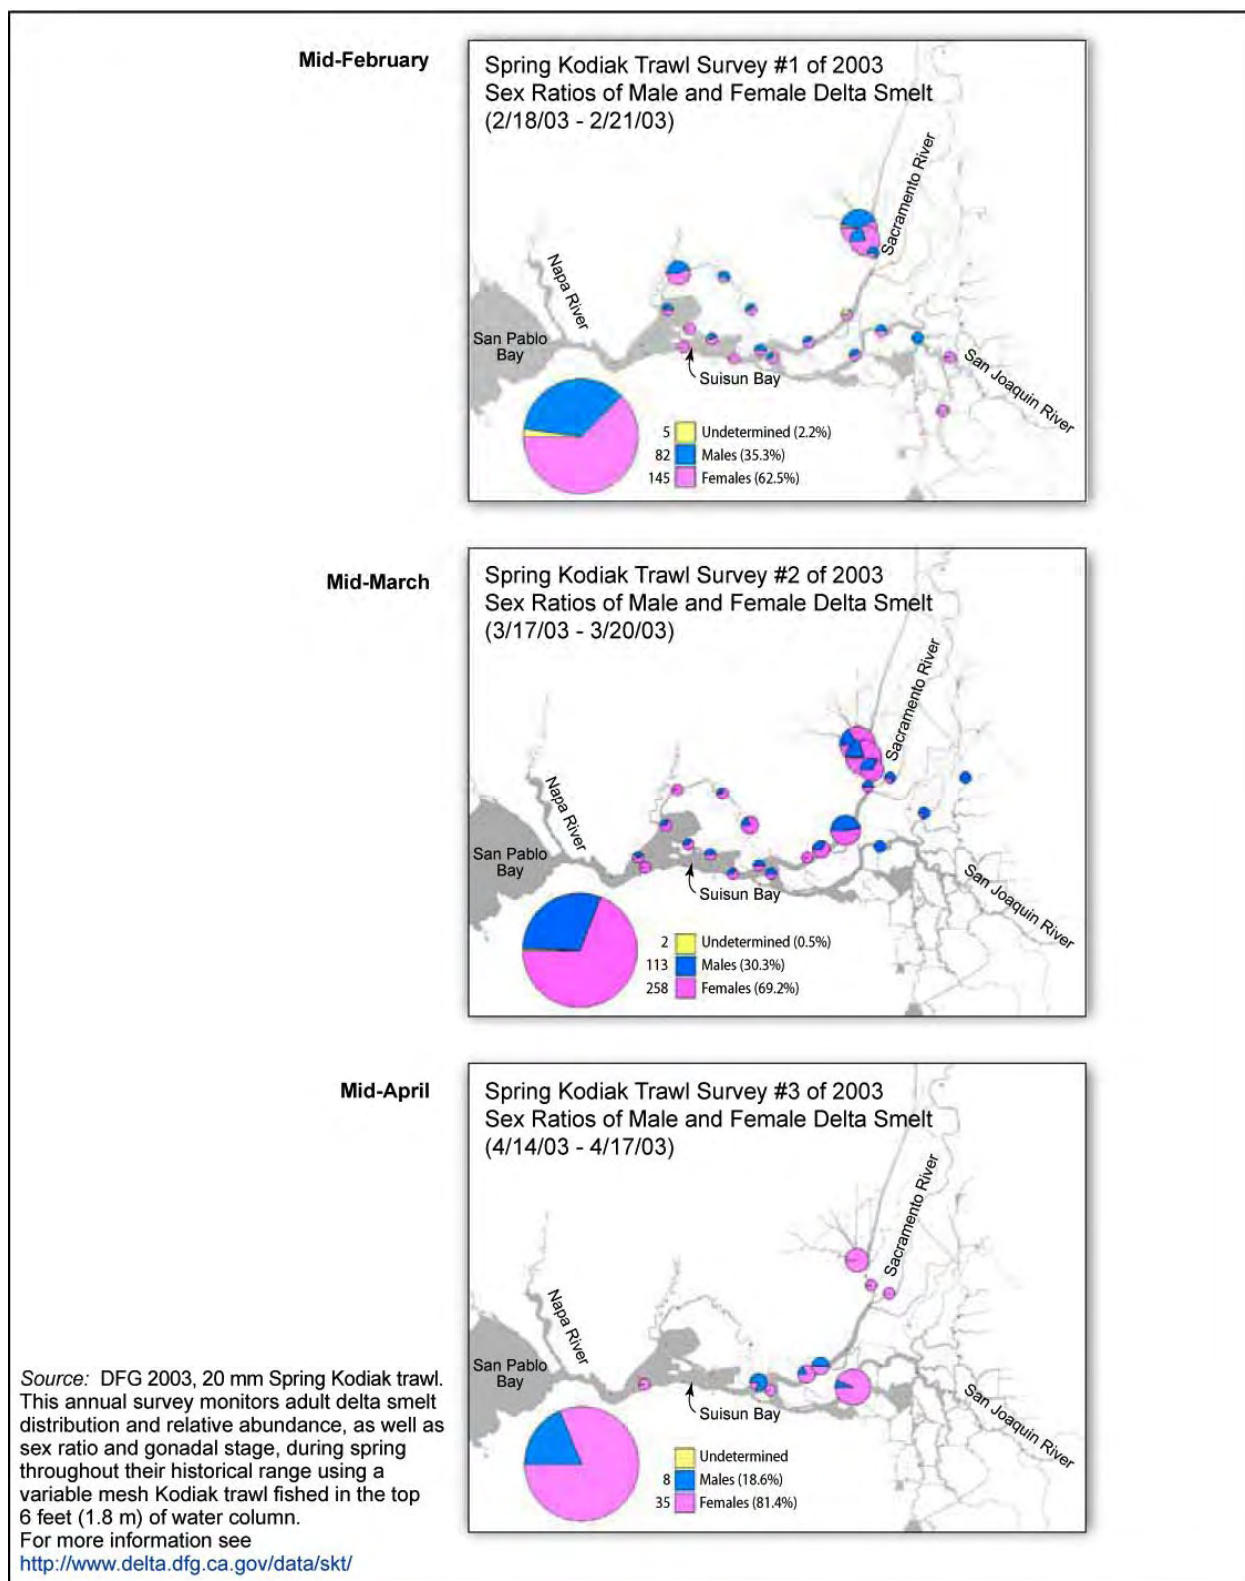 Mid-February
Spring Kodiak Trawl Survey #1 of 2003
Sex Ratios of Male and Female Delta Smelt
(2/18/03 - 2/21/03)
Sacramento River
Napa River
San Pablo
Bay
Suisun Bay
San Joaquin River
5 Undetermined (2.2%)
82 Males (35.3%)
145 Females (62.5%)
Mid-March
Spring Kodiak Trawl Survey #2 of 2003
Sex Ratios of Male and Female Delta Smelt
(3/17/03 - 3/20/03)
Sacramento River
Napa River
San Pablo
Bay
Suisun Bay
San Joaquin River
2 Undetermined (0.5%)
113 Males (30.3%)
258 Females (69.2%)
Mid-April
Spring Kodiak Trawl Survey #3 of 2003
Sex Ratios of Male and Female Delta Smelt
(4/14/03 - 4/17/03)
Sacramento River
Napa River
San Pablo
Bay
Suisun Bay
San Joaquin River
Undetermined
8 Males (18.6%)
35 Females (81.4%)
Source: DFG 2003, 20 mm Spring Kodiak trawl.
This annual survey monitors adult delta smelt
distribution and relative abundance, as well as
sex ratio and gonadal stage, during spring
throughout their historical range using a
variable mesh Kodiak trawl fished in the top
6 feet (1.8 m) of water column.
For more information see
http://www.delta.dfg.ca.gov/data/skt/